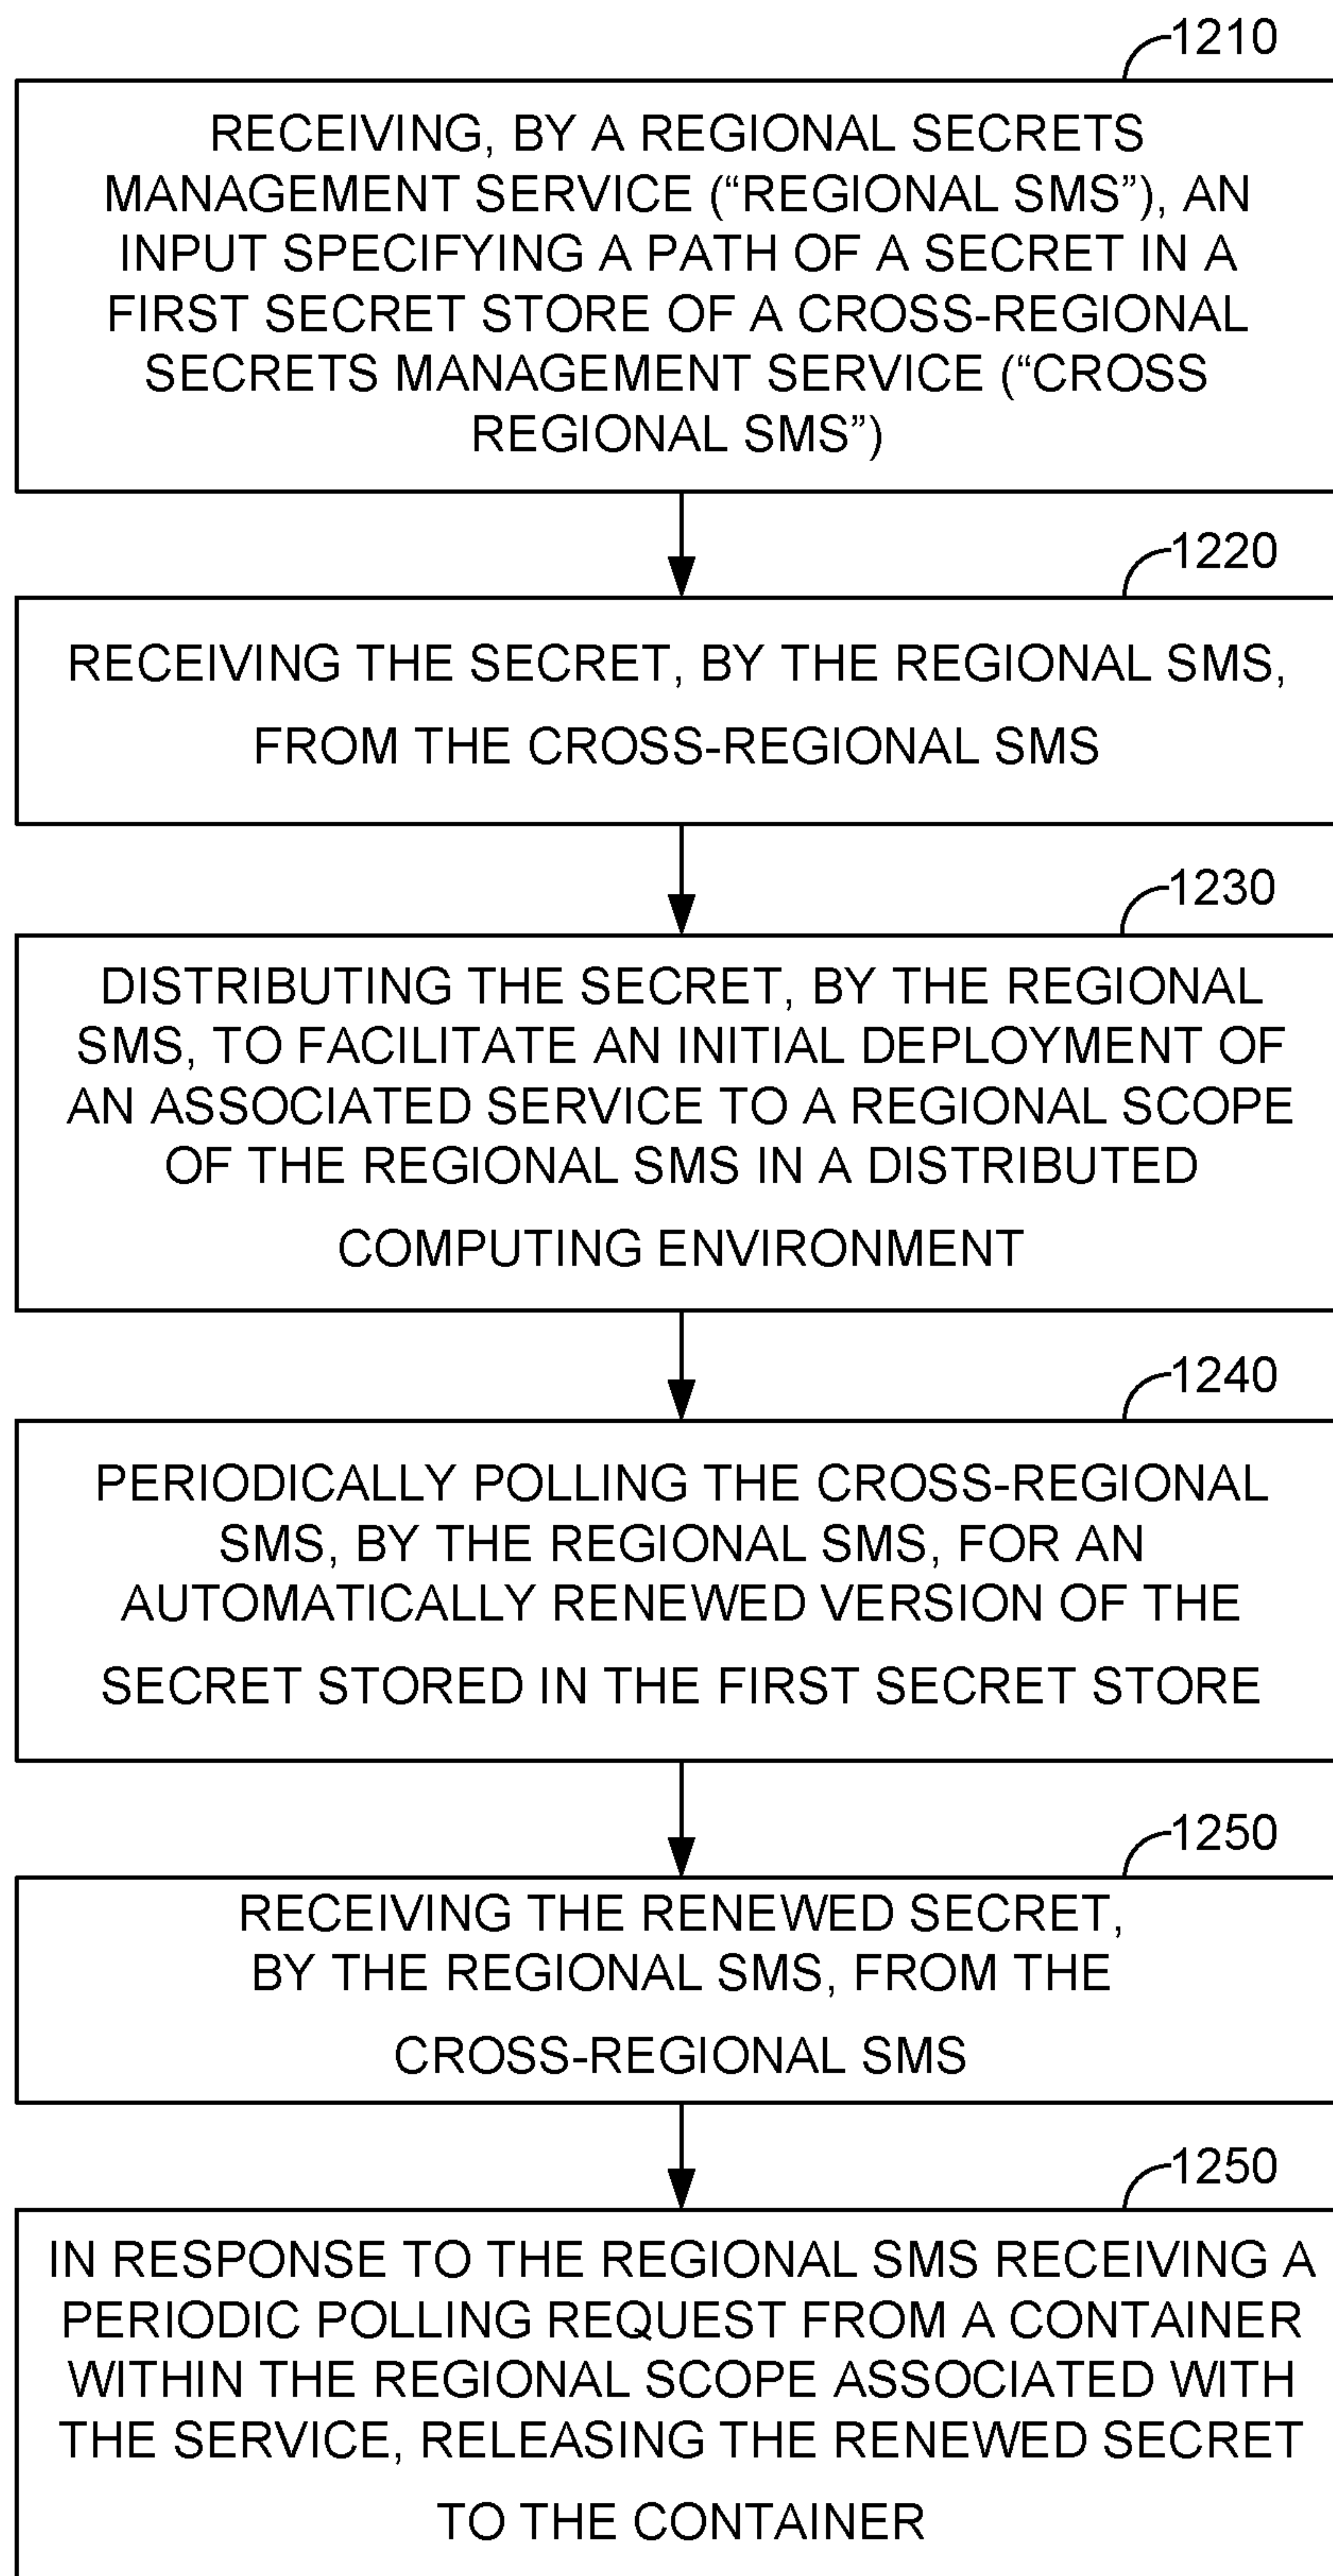 1210
RECEIVING, BY A REGIONAL SECRETS
MANAGEMENT SERVICE (“REGIONAL SMS”), AN
INPUT SPECIFYING A PATH OF A SECRET IN A
FIRST SECRET STORE OF A CROSS-REGIONAL
SECRETS MANAGEMENT SERVICE (“CROSS
REGIONAL SMS”)
1220
RECEIVING THE SECRET, BY THE REGIONAL SMS,
FROM THE CROSS-REGIONAL SMS
1230
DISTRIBUTING THE SECRET, BY THE REGIONAL
SMS, TO FACILITATE AN INITIAL DEPLOYMENT OF
AN ASSOCIATED SERVICE TO A REGIONAL SCOPE
OF THE REGIONAL SMS IN A DISTRIBUTED
COMPUTING ENVIRONMENT
1240
PERIODICALLY POLLING THE CROSS-REGIONAL
SMS, BY THE REGIONAL SMS, FOR AN
AUTOMATICALLY RENEWED VERSION OF THE
SECRET STORED IN THE FIRST SECRET STORE
1250
RECEIVING THE RENEWED SECRET,
BY THE REGIONAL SMS, FROM THE
CROSS-REGIONAL SMS
1250
IN RESPONSE TO THE REGIONAL SMS RECEIVING A
PERIODIC POLLING REQUEST FROM A CONTAINER
WITHIN THE REGIONAL SCOPE ASSOCIATED WITH
THE SERVICE, RELEASING THE RENEWED SECRET
TO THE CONTAINER